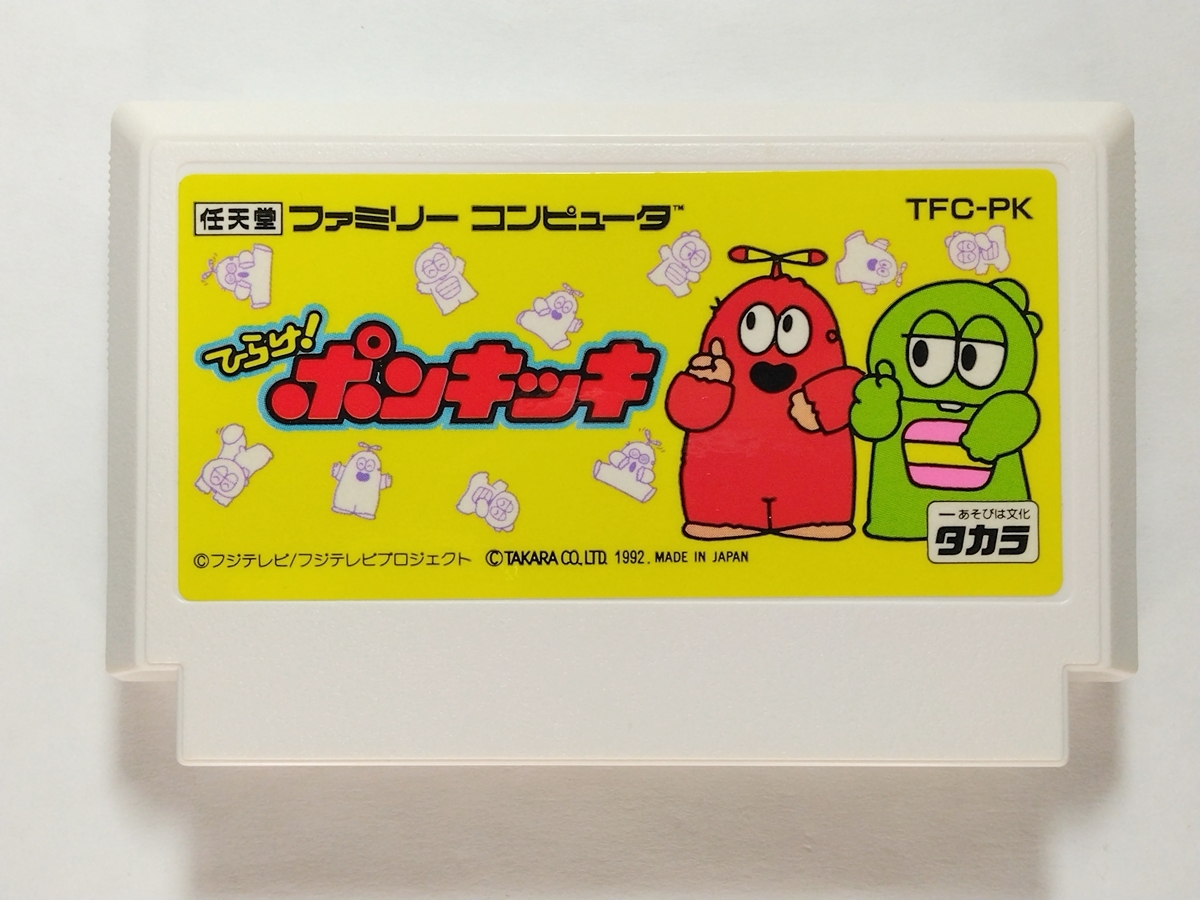 任天堂 ファミリー コンピュータ™
TFC-PK
ひらけ!
ポンキッキ
ーあそびは文化
タカラ
©フジテレビ/フジテレビプロジェクト ©TAKARA CO.,LTD. 1992. MADE IN JAPAN